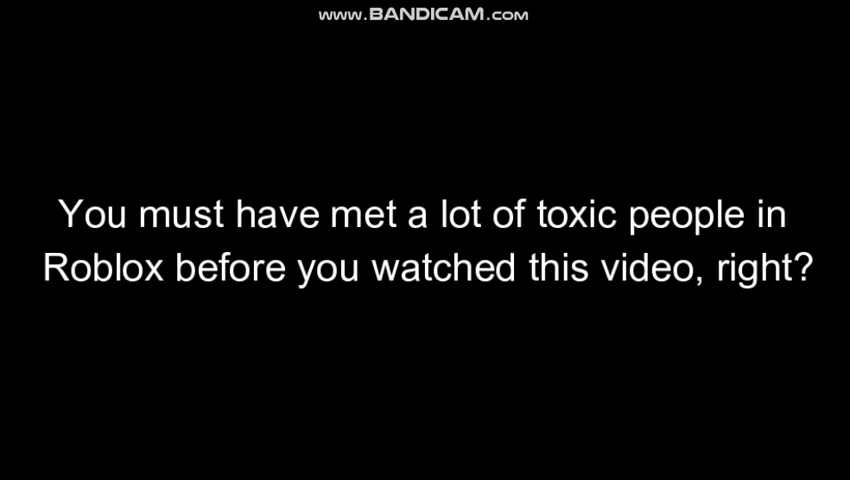 www.BANDICAM.com
You must have met a lot of toxic people in
Roblox before you watched this video, right?